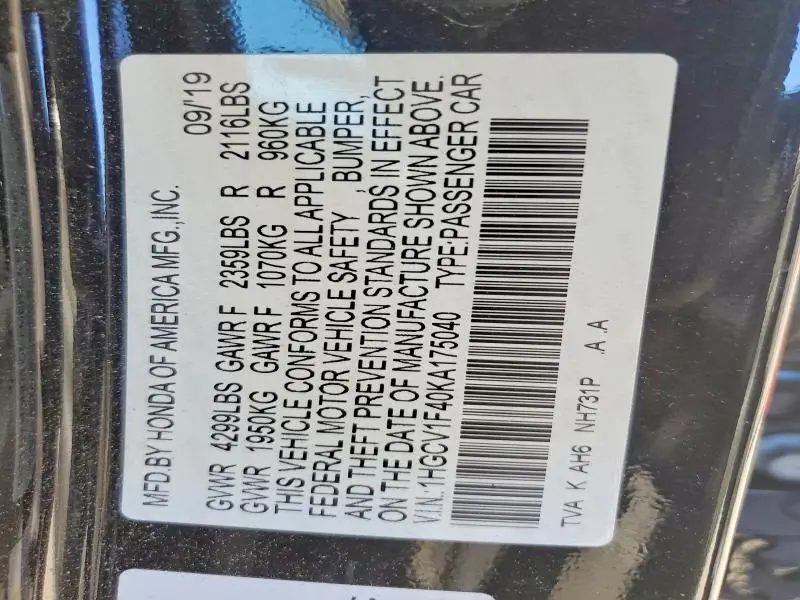 MFD.BY HONDA OF AMERICA MFG.,INC. 09/'19
GVWR 4299LBS GAWR F 2359LBS R 2116LBS
GVWR 1950KG GAWR F 1070KG R 960KG
THIS VEHICLE CONFORMS TO ALL APPLICABLE
FEDERAL MOTOR VEHICLE SAFETY , BUMPER,
AND THEFT PREVENTION STANDARDS IN EFFECT
ON THE DATE OF MANUFACTURE SHOWN ABOVE.
V.I.N.:1HGCV1F40KA175040 TYPE:PASSENGER CAR
TVA K AH6 NH731P .A .A